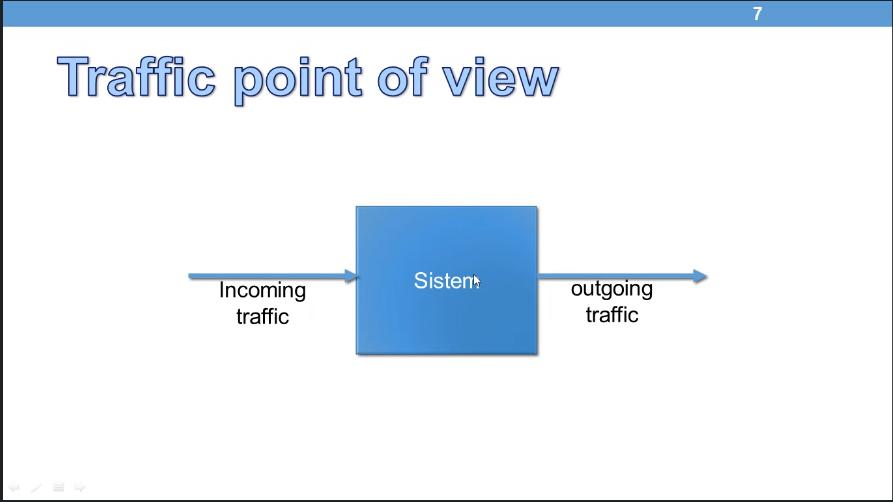 7
Traffic point of view
Sistem
Incoming
traffic
outgoing
traffic